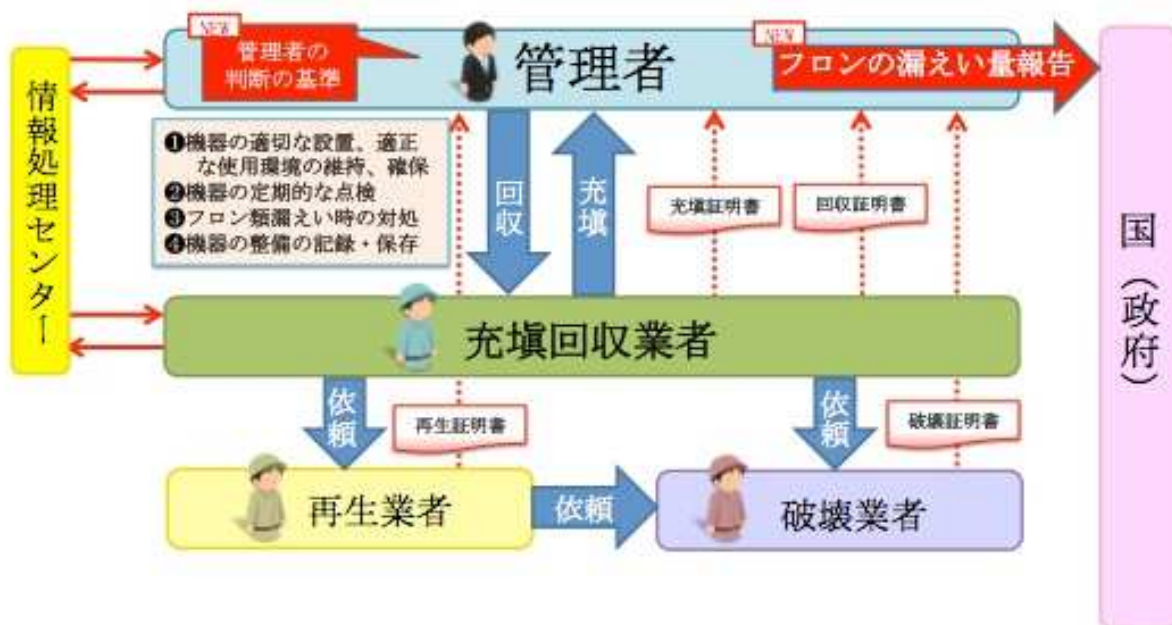 NEW
管理者の
判断の基準
管理者
NEW
フロンの漏えい量報告
情報処理センター
❶機器の適切な設置、適正
な使用環境の維持、確保
❷機器の定期的な点検
❸フロン類漏えい時の対処
❹機器の整備の記録・保存
回収
充塡
充塡証明書
回収証明書
国（政府）
充塡回収業者
依頼
再生証明書
依頼
破壊証明書
再生業者
依頼
破壊業者